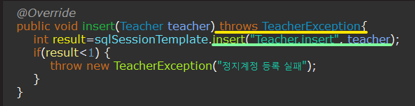 @Override
public void insert(Teacher teacher) throws TeacherException{
int result=sqlSessionTemplate.insert("Teacher.insert", teacher);
if(result<1) {
throw new TeacherException("정지계정 등록 실패");
}
}